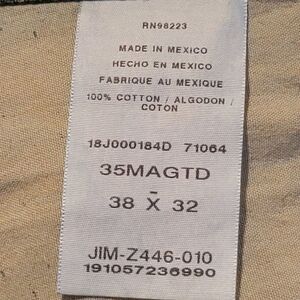 RN98223
MADE IN MEXICO
HECHO EN MEXICO
FABRIQUE AU MEXIQUE
100% COTTON / ALGODON /
COTON
18J000184D 71064
35MAGTD
-
38 X 32
JIM-Z446-010
191057236990